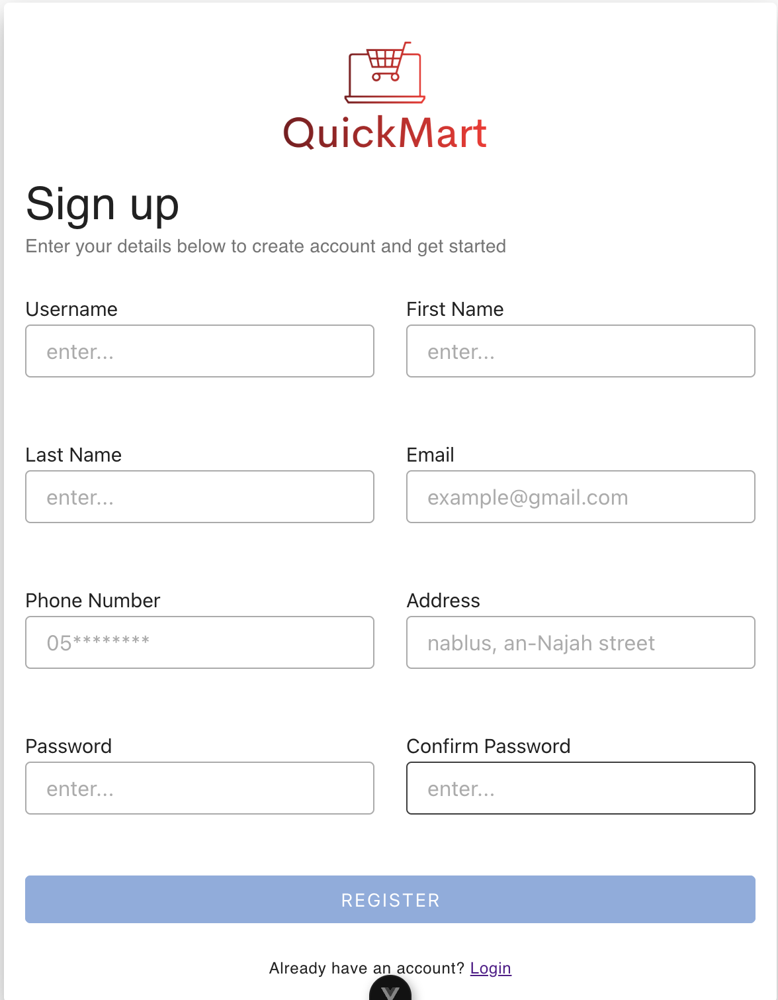 QuickMart
Sign up
Enter your details below to create account and get started
Username
First Name
enter...
enter...
Last Name
Email
enter...
example@gmail.com
Phone Number
Address
05********
nablus, an-Najah street
Password
Confirm Password
enter...
enter...
REGISTER
Already have an account? Login